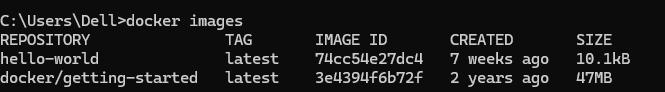 C:\Users\Dell>docker images
REPOSITORY TAG IMAGE ID CREATED SIZE
hello-world latest 74cc54e27dc4 7 weeks ago 10.1kB
docker/getting-started latest 3e4394f6b72f 2 years ago 47MB